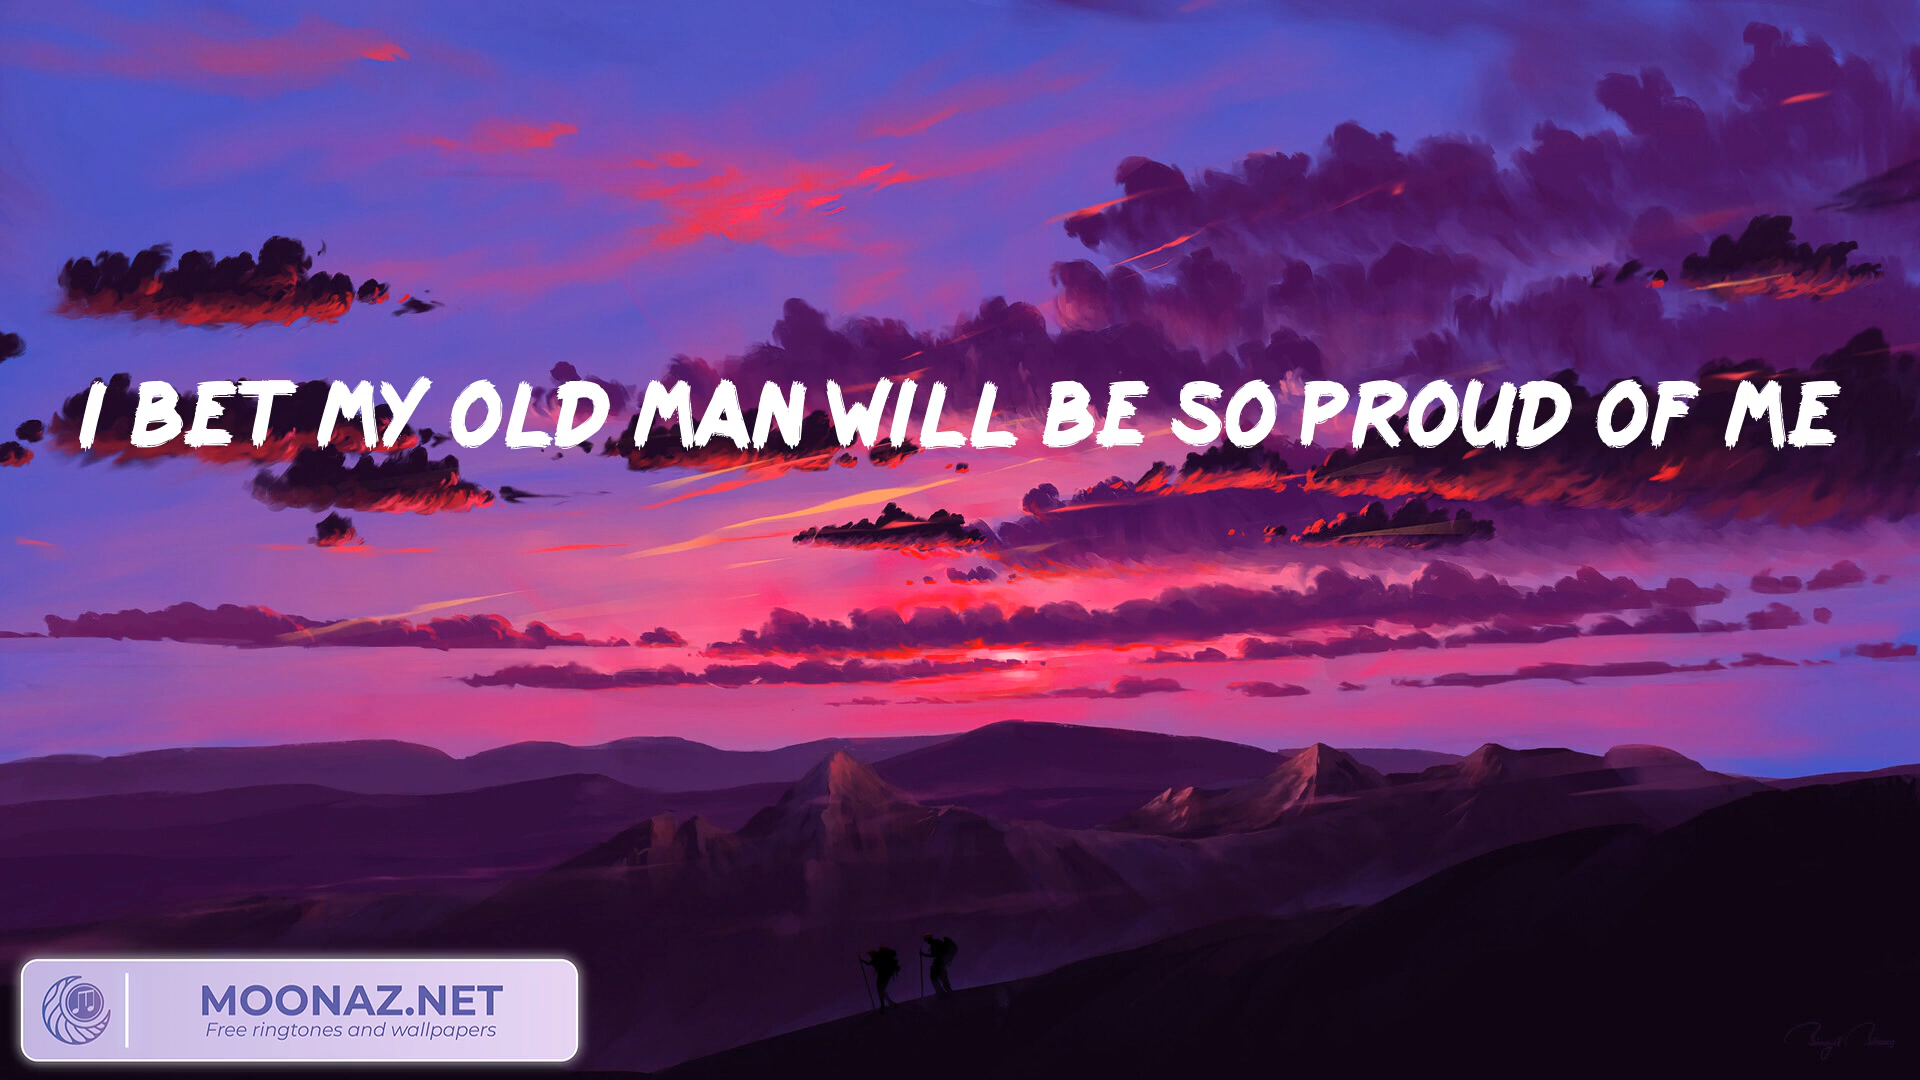 I BET MY OLD MAN WILL BE SO PROUD OF ME
MOONAZ.NET
Free ringtones and wallpapers